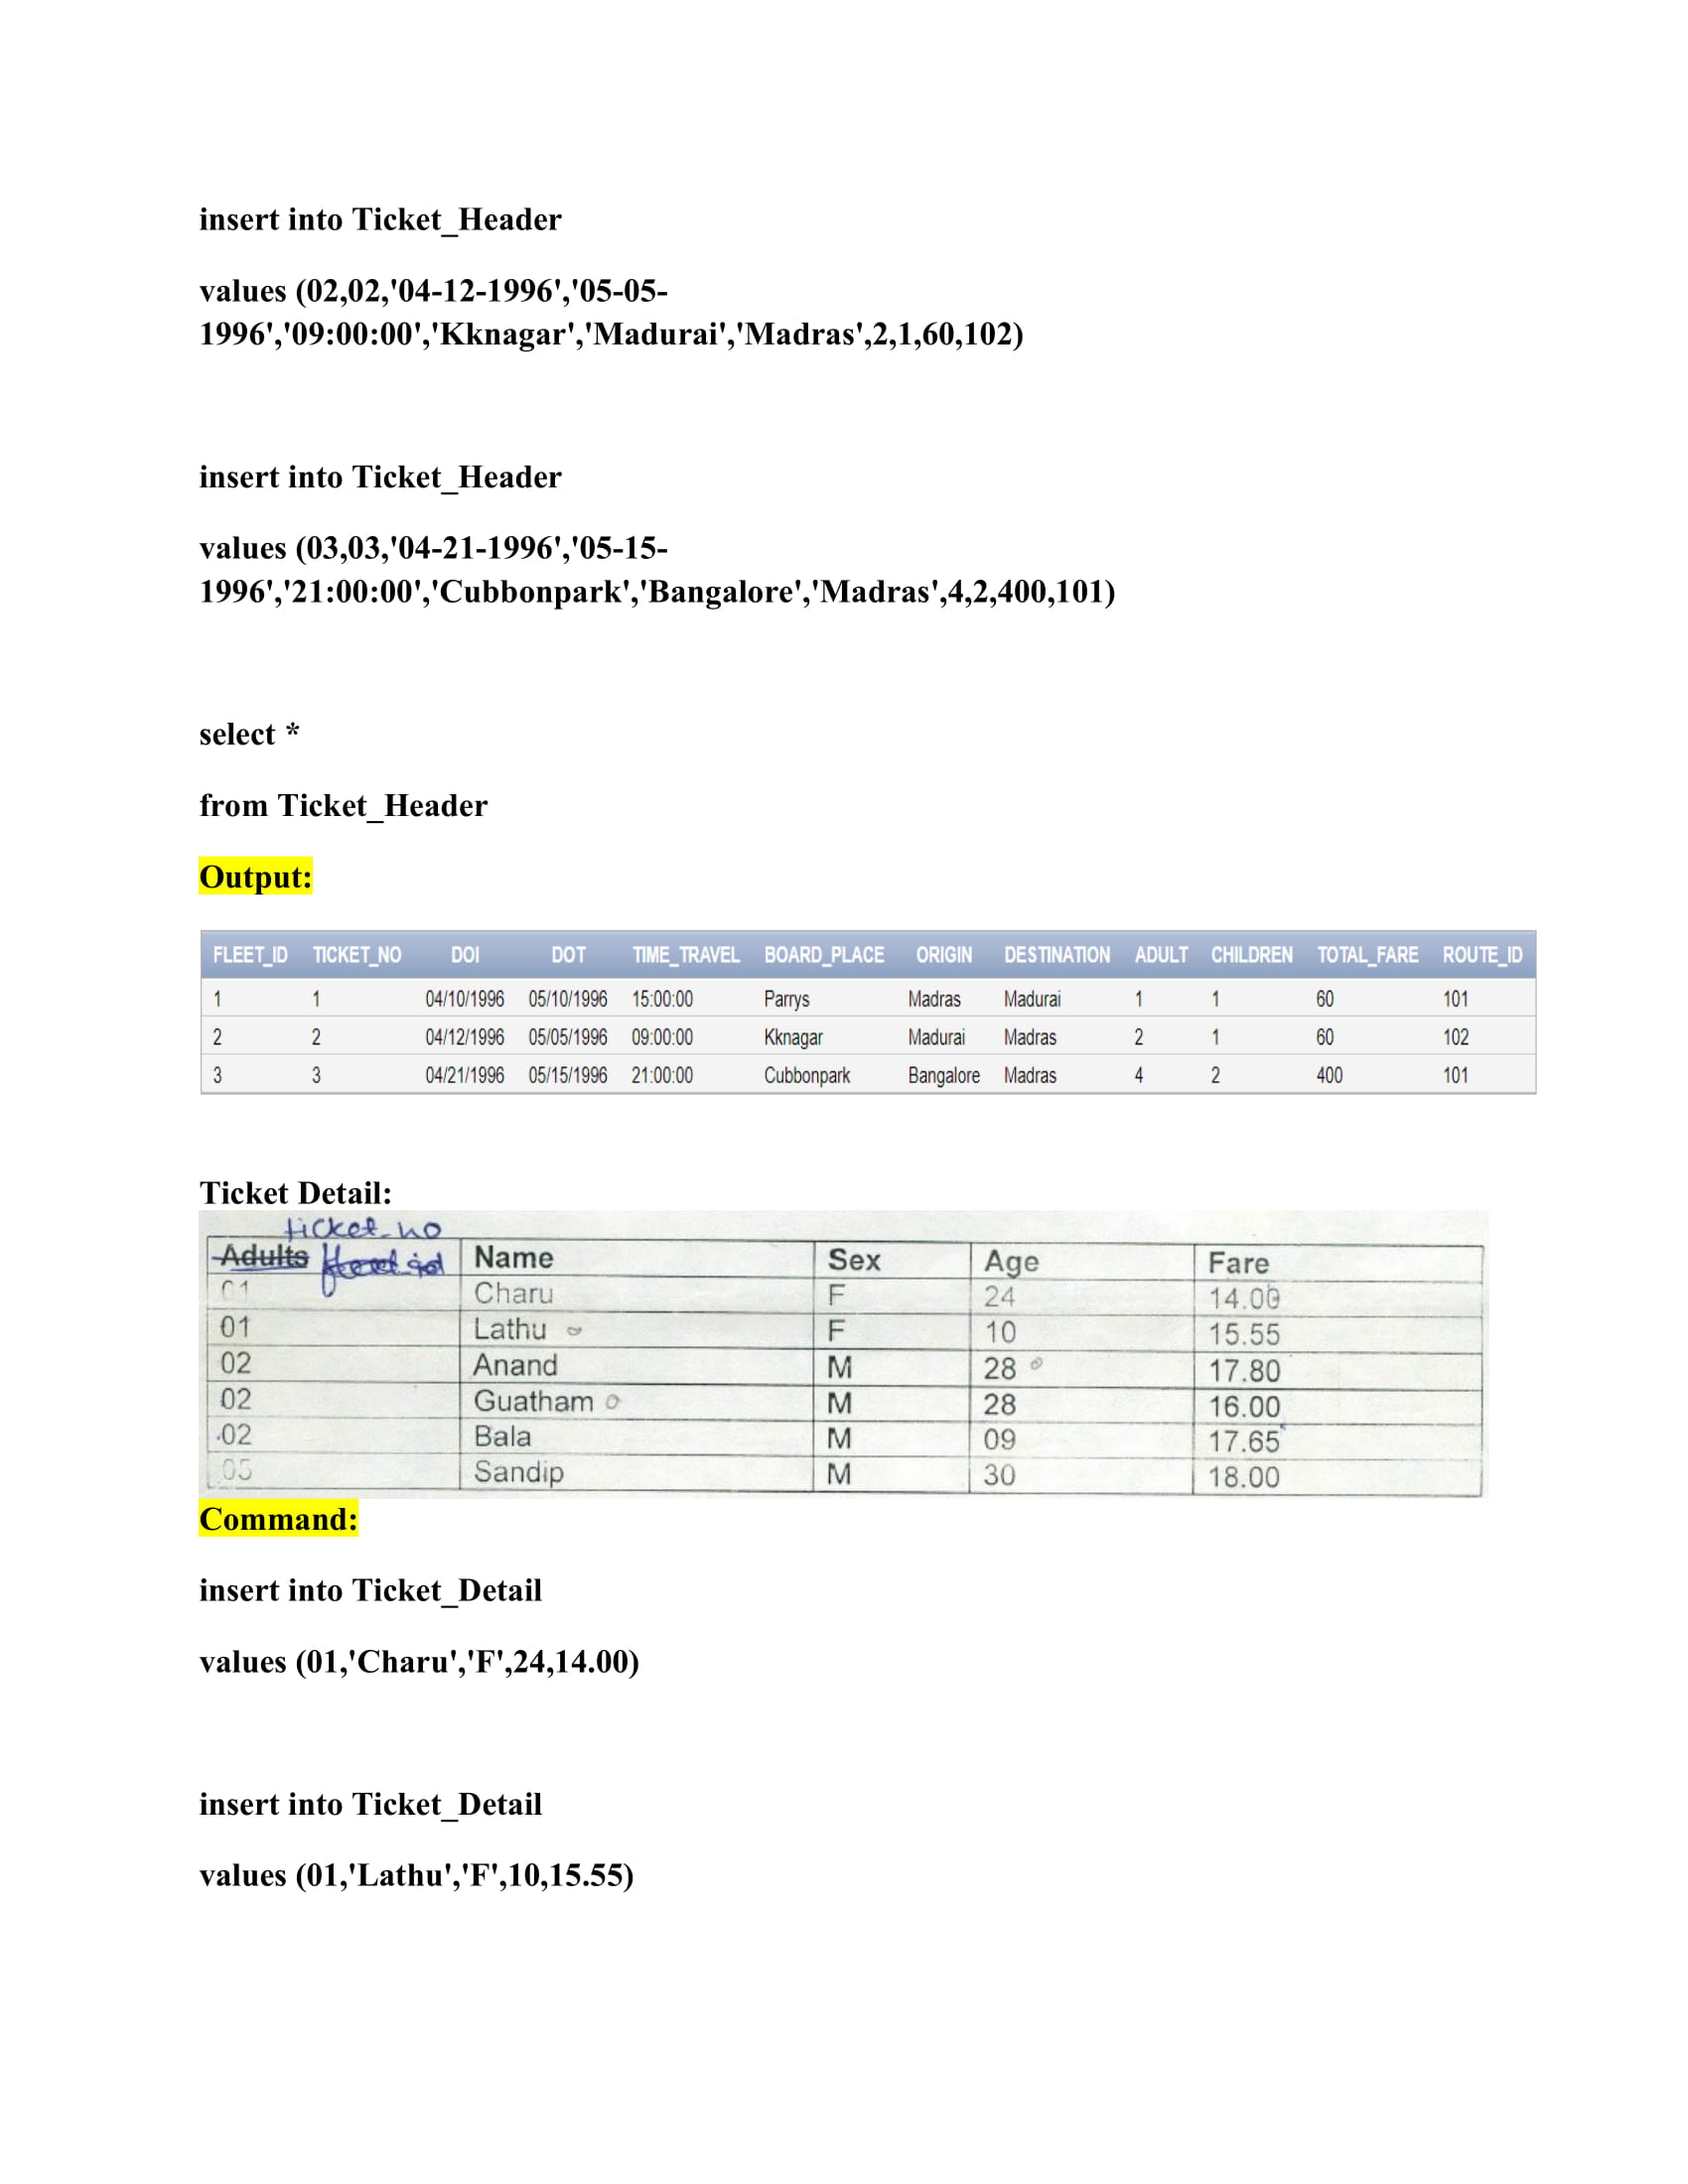 insert into Ticket_Header
values (02,02,'04-12-1996','05-05-
1996','09:00:00','Kknagar','Madurai','Madras',2,1,60,102)
insert into Ticket_Header
values (03,03,'04-21-1996','05-15-
1996','21:00:00','Cubbonpark','Bangalore','Madras',4,2,400,101)
select *
from Ticket_Header
Output:
FLEET_ID TICKET_NO DOI DOT TIME_TRAVEL BOARD_PLACE ORIGIN DESTINATION ADULT CHILDREN TOTAL_FARE ROUTE_ID
1 1 04/10/1996 05/10/1996 15:00:00 Parrys Madras Madurai 1 1 60 101
2 2 04/12/1996 05/05/1996 09:00:00 Kknagar Madurai Madras 2 1 60 102
3 3 04/21/1996 05/15/1996 21:00:00 Cubbonpark Bangalore Madras 4 2 400 101
Ticket Detail:
ticket_no
Adults fleet_id Name Sex Age Fare
01 Charu F 24 14.00
01 Lathu F 10 15.55
02 Anand M 28 17.80
02 Guatham M 28 16.00
02 Bala M 09 17.65
05 Sandip M 30 18.00
Command:
insert into Ticket_Detail
values (01,'Charu','F',24,14.00)
insert into Ticket_Detail
values (01,'Lathu','F',10,15.55)